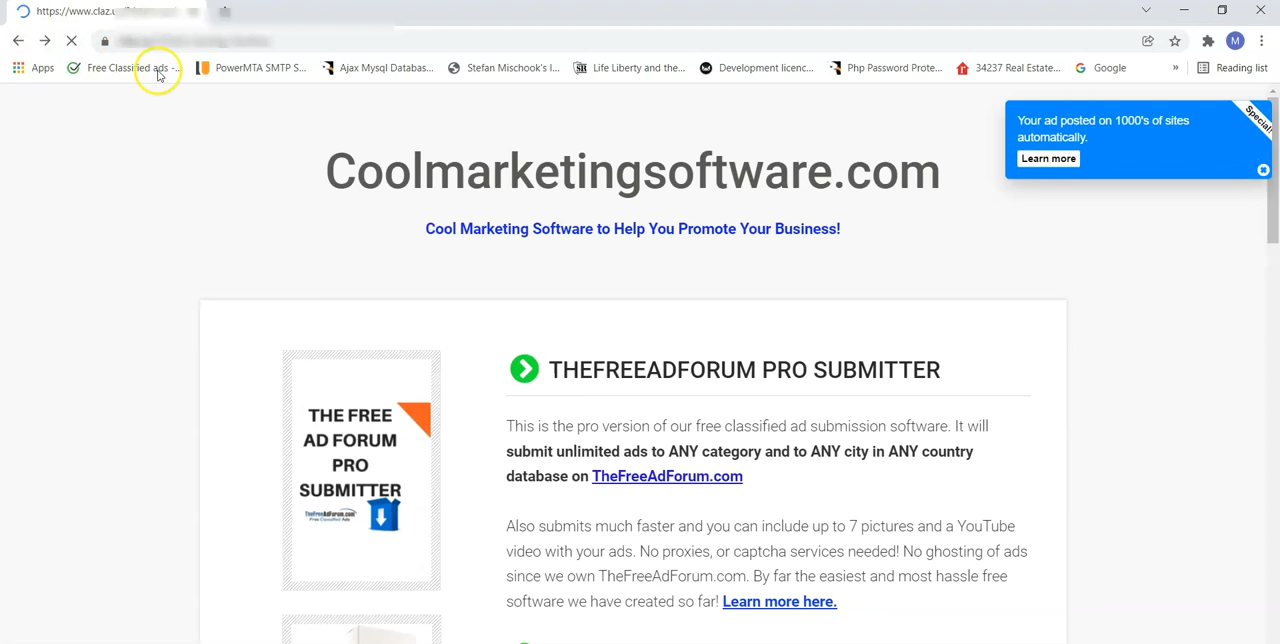 https://www.claz.u
Apps
Free Classified ads -...
PowerMTA SMTP S...
Ajax Mysql Databas...
Stefan Mischook's I...
Life Liberty and the...
Development licenc...
Php Password Prote...
34237 Real Estate...
Google
»
Reading list
M
Your ad posted on 1000's of sites
automatically.
Learn more
Special!
Coolmarketingsoftware.com
Cool Marketing Software to Help You Promote Your Business!
THE FREE
AD FORUM
PRO
SUBMITTER
TheFreeAdForum.com
Free Classified Ads
THEFREEADFORUM PRO SUBMITTER
This is the pro version of our free classified ad submission software. It will
submit unlimited ads to ANY category and to ANY city in ANY country
database on TheFreeAdForum.com
Also submits much faster and you can include up to 7 pictures and a YouTube
video with your ads. No proxies, or captcha services needed! No ghosting of ads
since we own TheFreeAdForum.com. By far the easiest and most hassle free
software we have created so far! Learn more here.